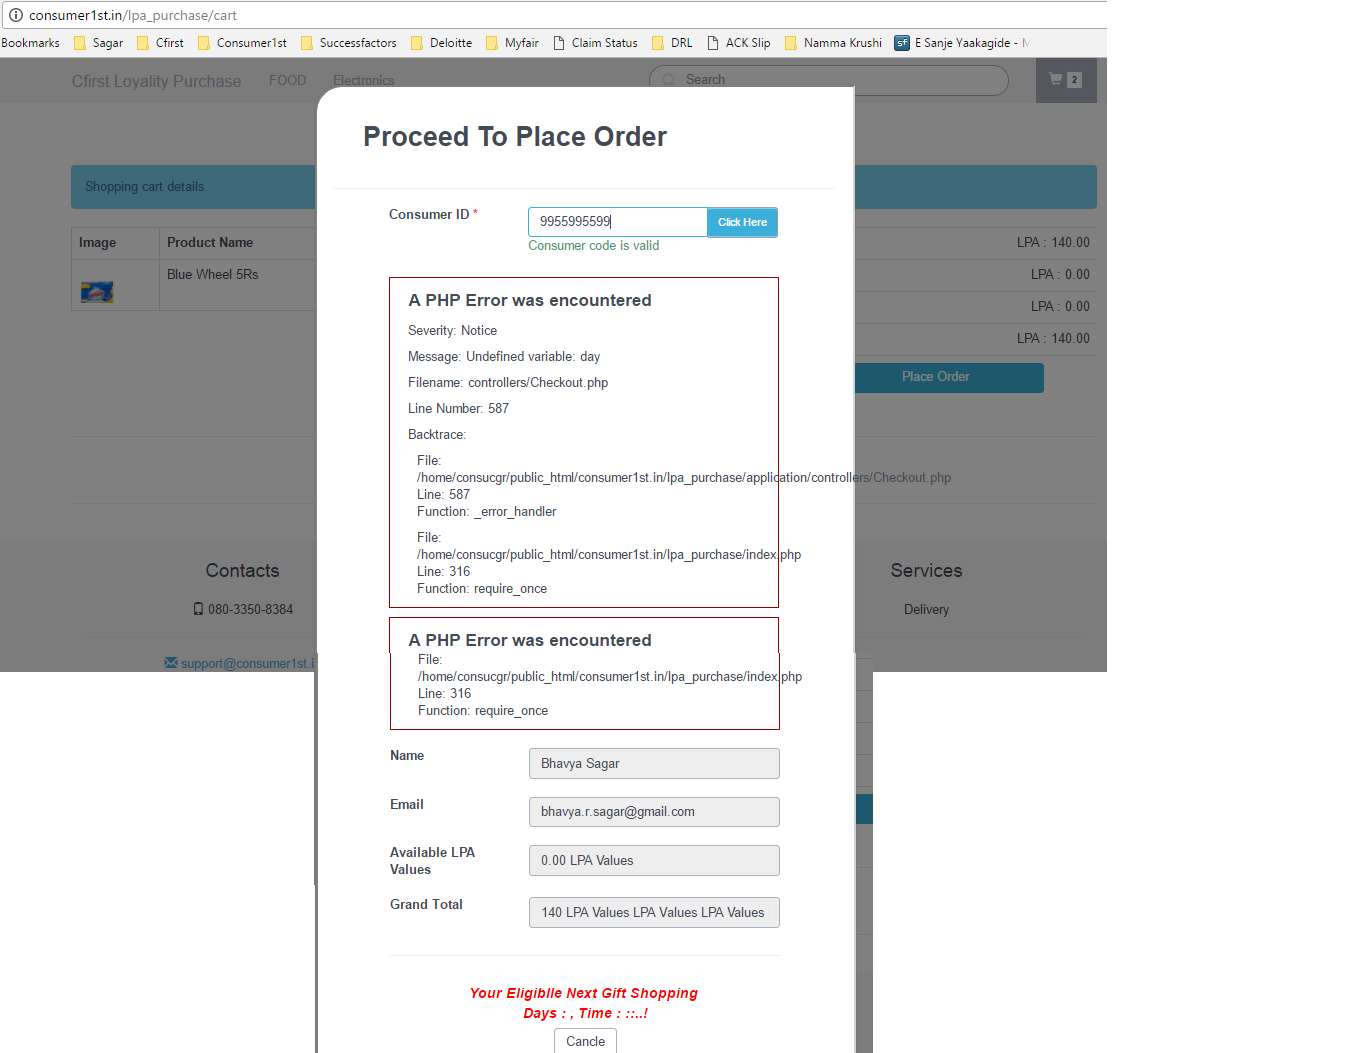 consumer1st.in/lpa_purchase/cart
Bookmarks Sagar Cfirst Consumer1st Successfactors Deloitte Myfair Claim Status DRL ACK Slip Namma Krushi E Sanje Yaakagide - M
Cfirst Loyality Purchase FOOD Electronics Search 2
Proceed To Place Order
Shopping cart details.
Consumer ID * 9955995599 Click Here
Consumer code is valid
Image Product Name LPA : 140.00
Blue Wheel 5Rs LPA : 0.00
LPA : 0.00
LPA : 140.00
Place Order
A PHP Error was encountered
Severity: Notice
Message: Undefined variable: day
Filename: controllers/Checkout.php
Line Number: 587
Backtrace:
File:
/home/consucgr/public_html/consumer1st.in/lpa_purchase/application/controllers/Checkout.php
Line: 587
Function: _error_handler
File:
/home/consucgr/public_html/consumer1st.in/lpa_purchase/index.php
Line: 316
Function: require_once
Contacts Services
080-3350-8384 Delivery
support@consumer1st.i
A PHP Error was encountered
File:
/home/consucgr/public_html/consumer1st.in/lpa_purchase/index.php
Line: 316
Function: require_once
Name Bhavya Sagar
Email bhavya.r.sagar@gmail.com
Available LPA Values 0.00 LPA Values
Grand Total 140 LPA Values LPA Values LPA Values
Your Eligiblle Next Gift Shopping
Days : , Time : ::..!
Cancle